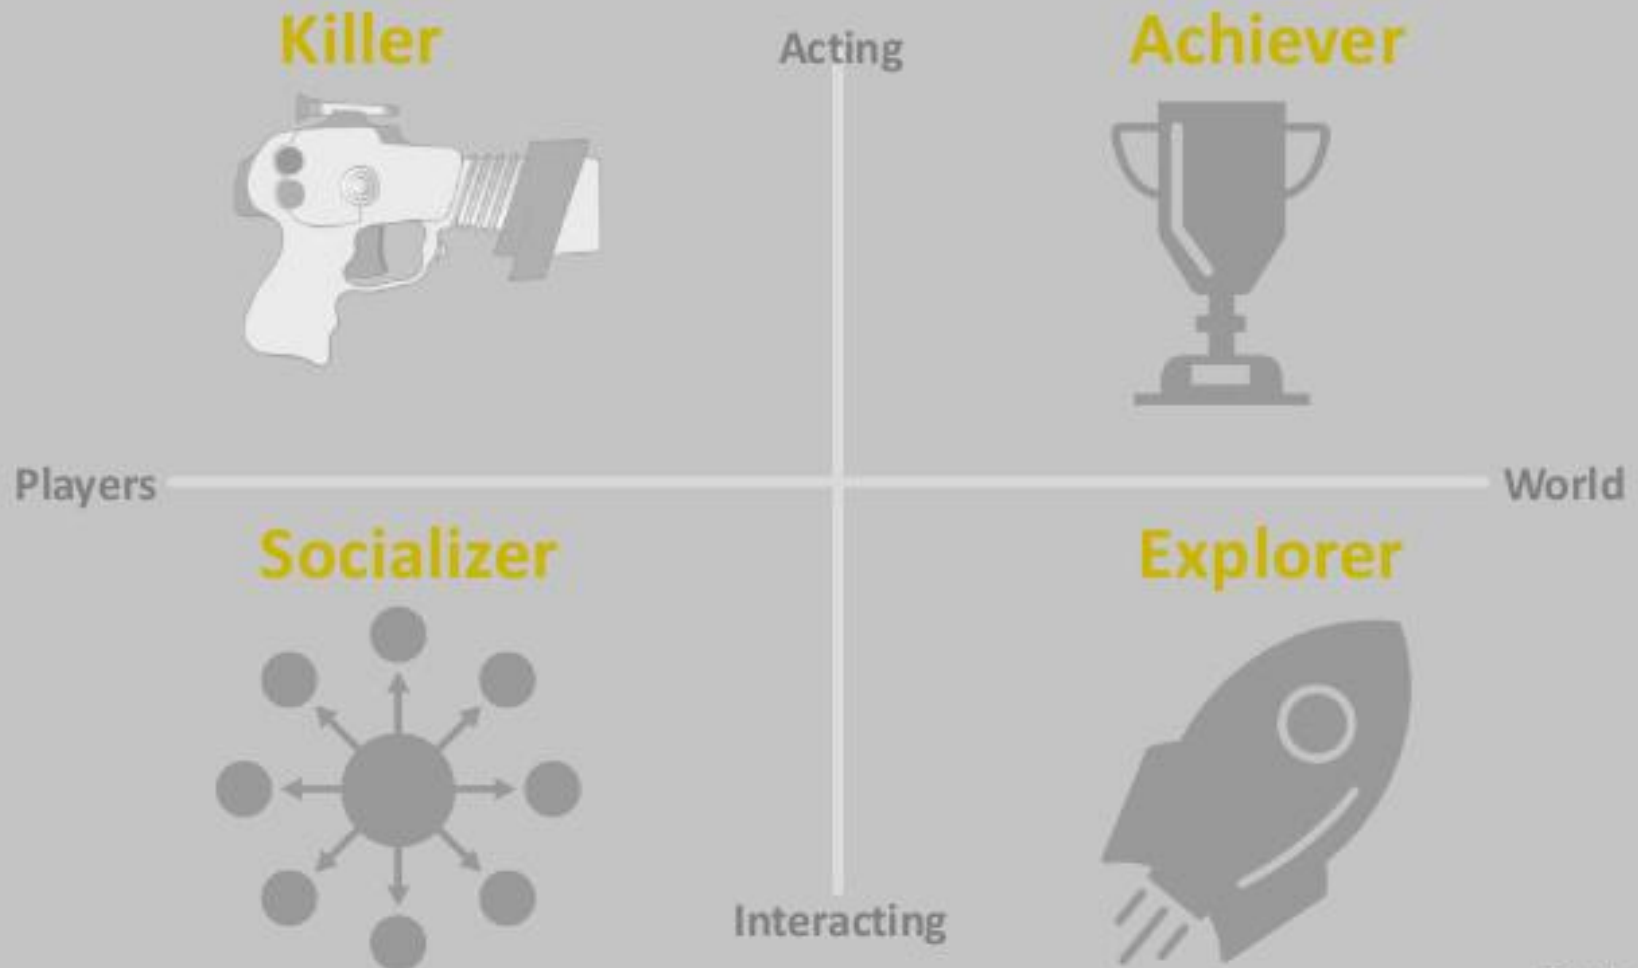 Killer
Acting
Achiever
Players
World
Socializer
Explorer
Interacting